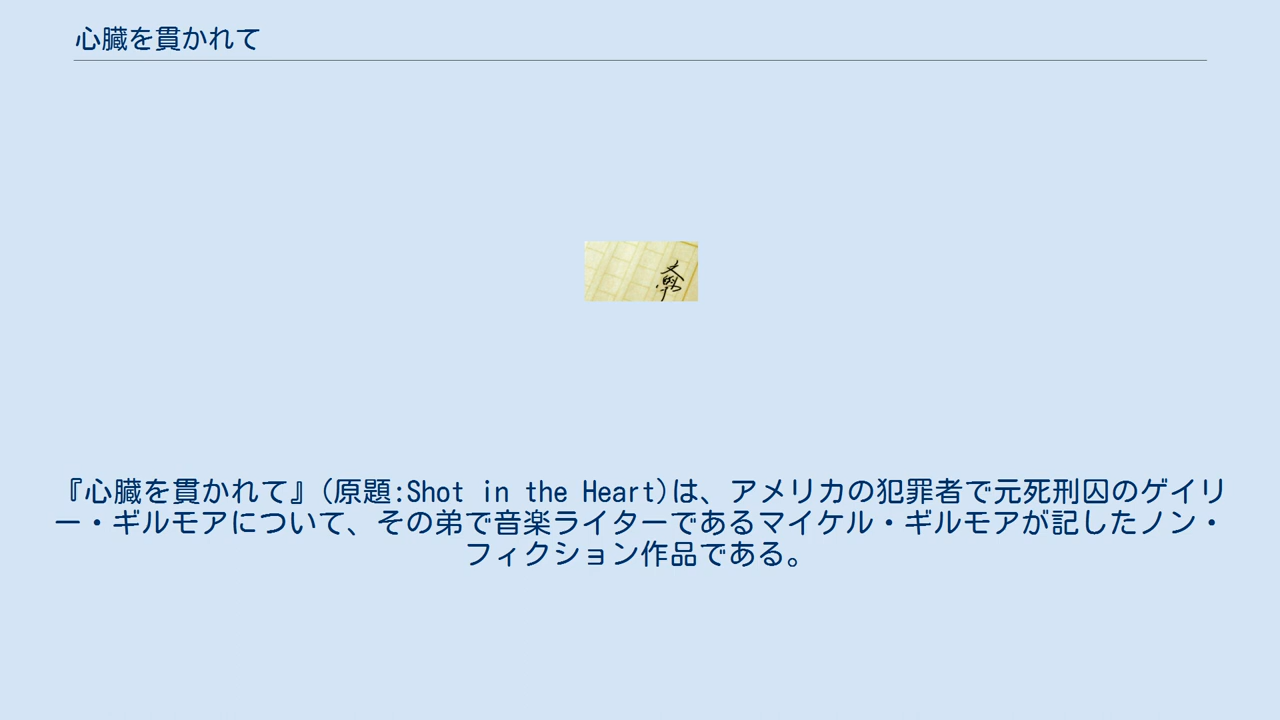 心臓を貫かれて
『心臓を貫かれて』(原題:Shot in the Heart)は、アメリカの犯罪者で元死刑囚のゲイリ
ー・ギルモアについて、その弟で音楽ライターであるマイケル・ギルモアが記したノン・
フィクション作品である。